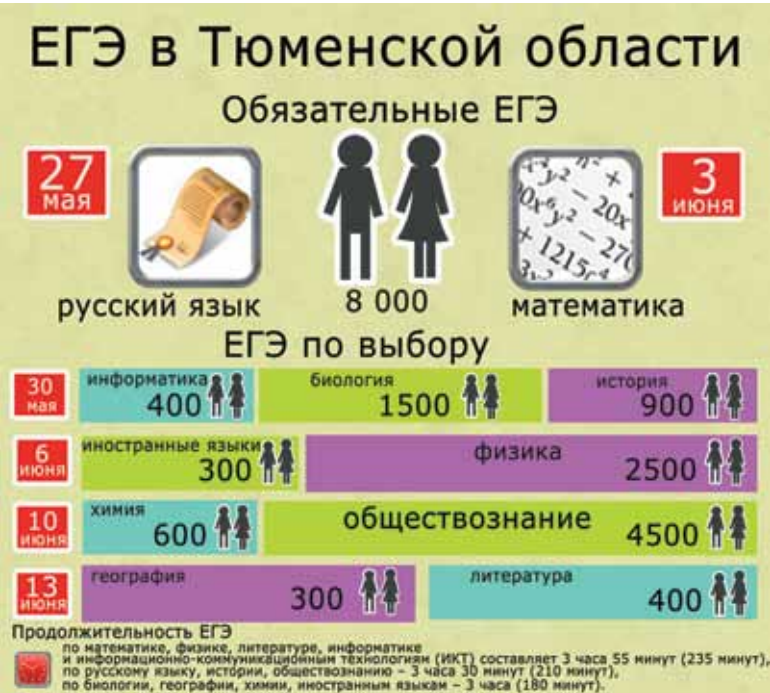 ЕГЭ в Тюменской области
Обязательные ЕГЭ
27 мая
русский язык
8 000
3 июня
математика
ЕГЭ по выбору
30 мая
информатика 400
биология 1500
история 900
6 июня
иностранные языки 300
физика 2500
10 июня
химия 600
обществознание 4500
13 июня
география 300
литература 400
Продолжительность ЕГЭ
по математике, физике, литературе, информатике
и информационно-коммуникационным технологиям (ИКТ) составляет 3 часа 55 минут (235 минут),
по русскому языку, истории, обществознанию – 3 часа 30 минут (210 минут),
по биологии, географии, химии, иностранным языкам – 3 часа (180 минут).